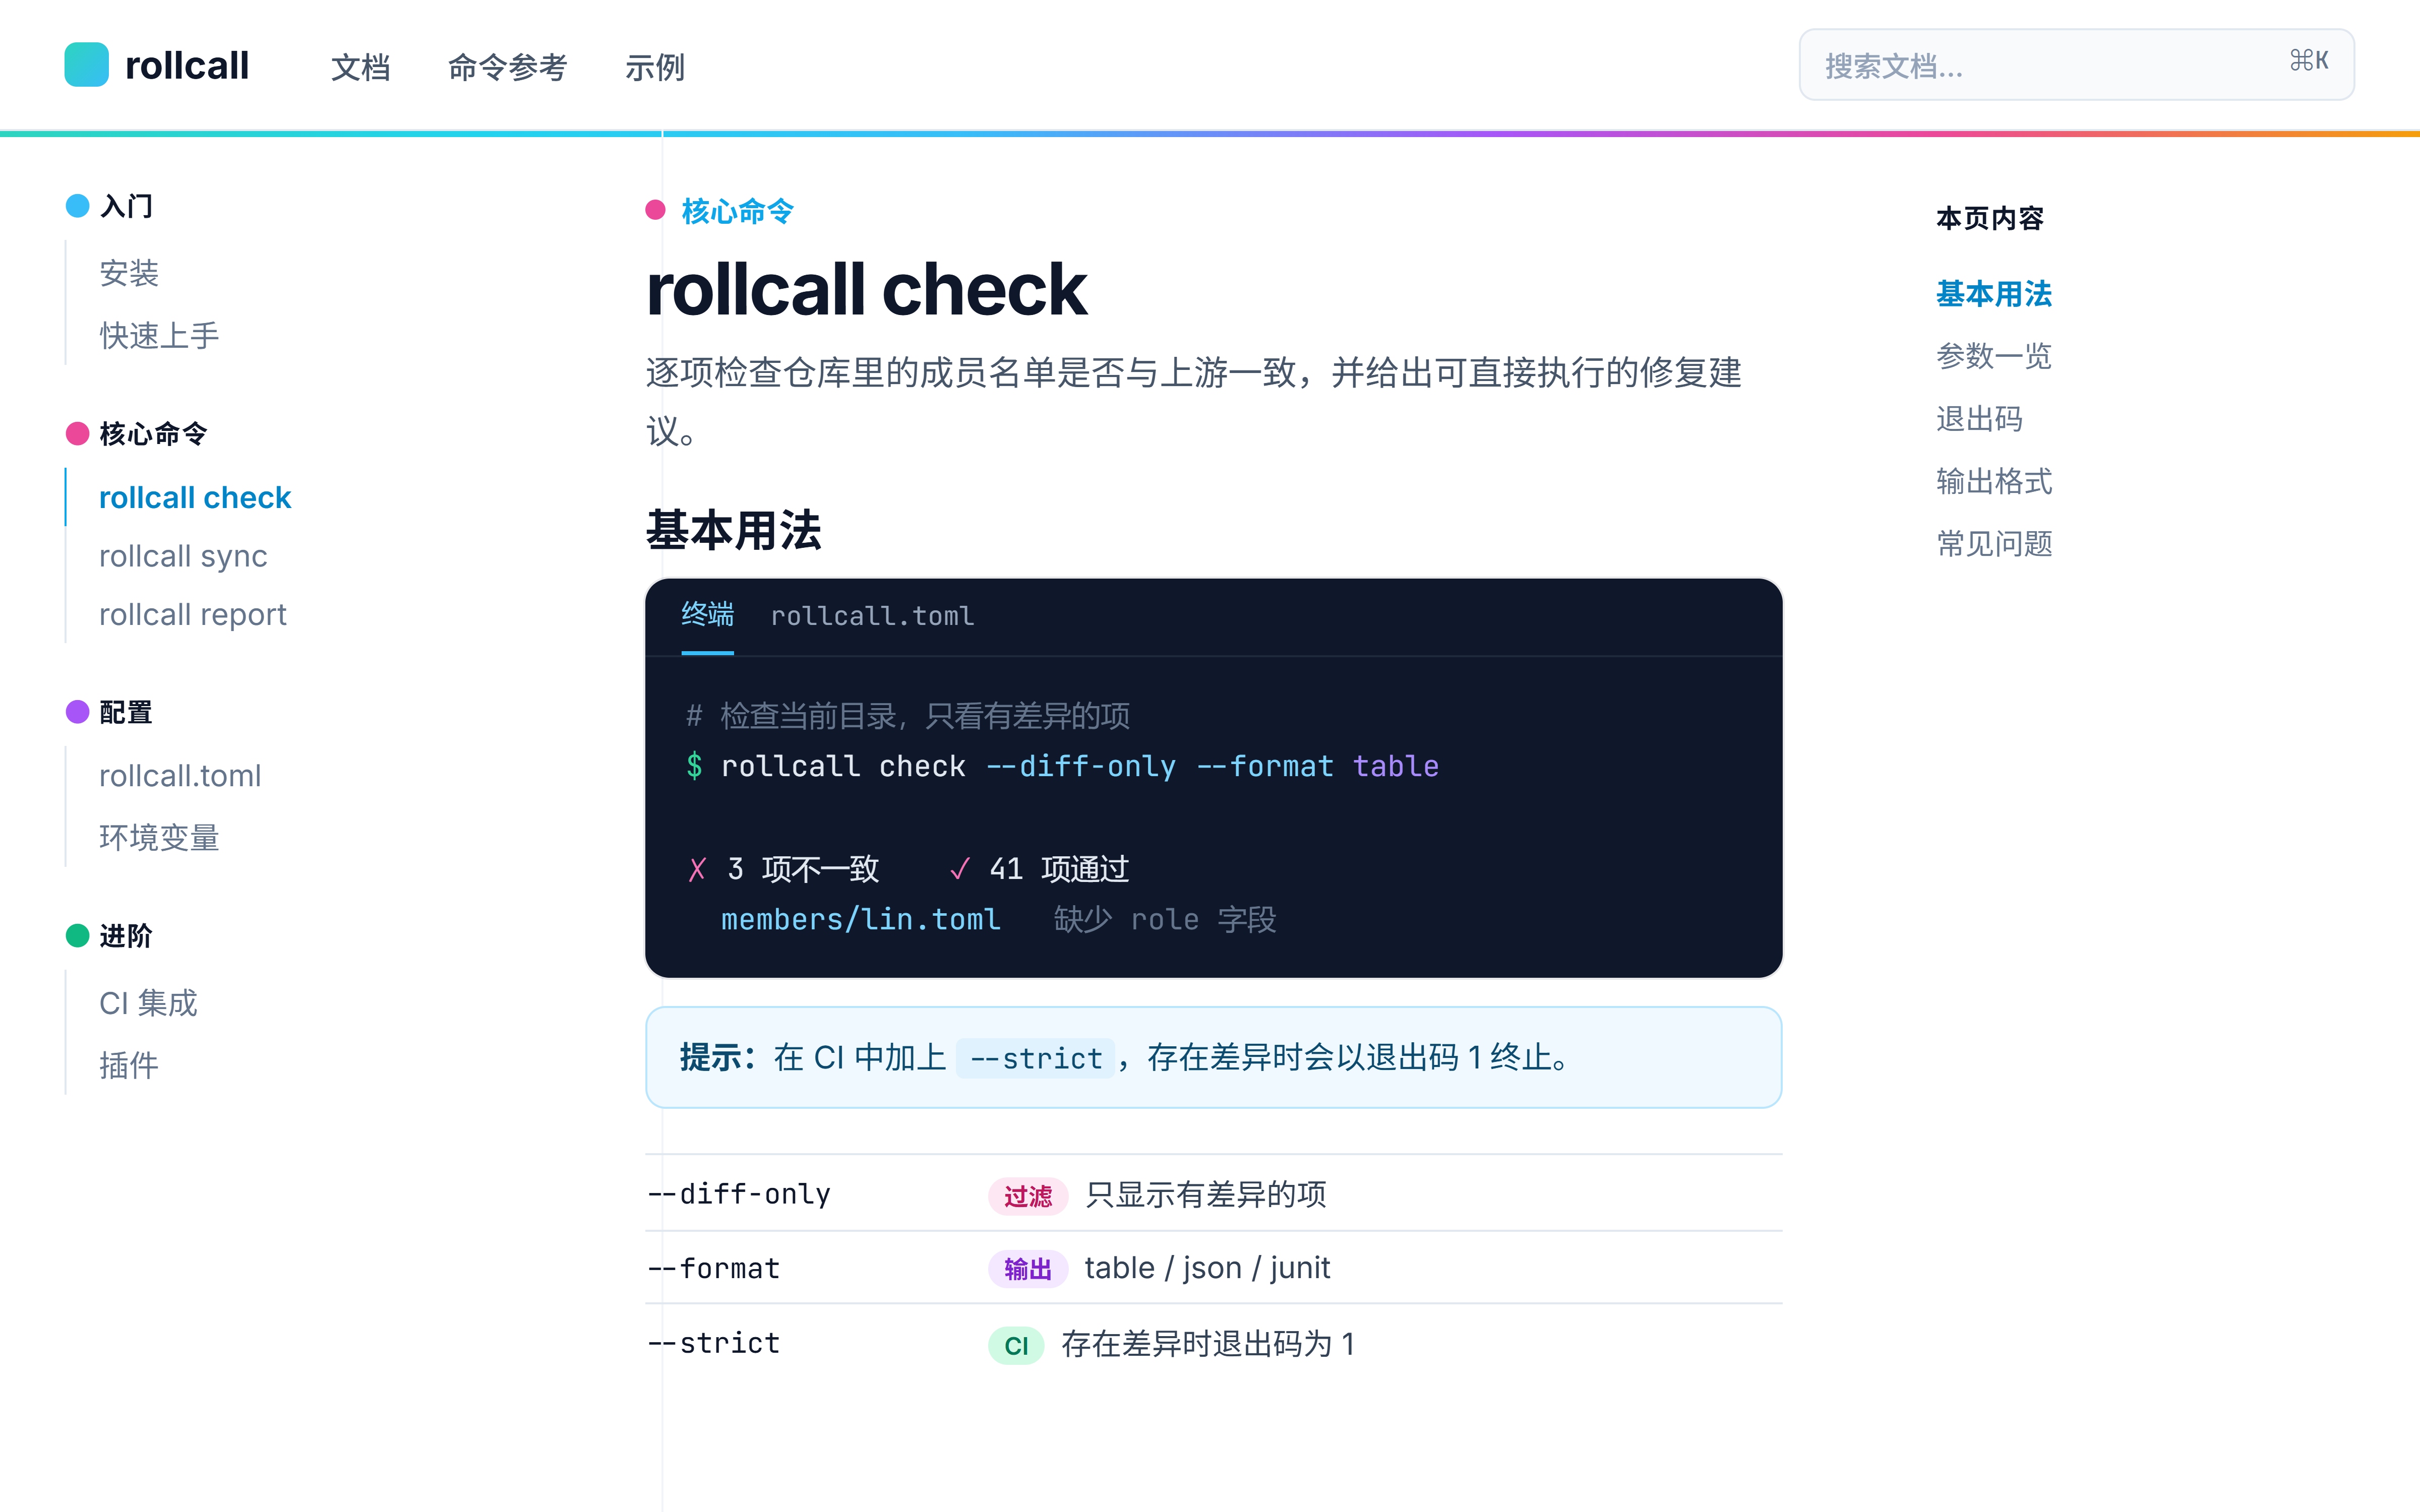 rollcall
文档
命令参考
示例
搜索文档...
⌘K
入门
安装
快速上手
核心命令
rollcall check
rollcall sync
rollcall report
配置
rollcall.toml
环境变量
进阶
CI 集成
插件
核心命令
rollcall check
逐项检查仓库里的成员名单是否与上游一致，并给出可直接执行的修复建
议。
基本用法
终端 rollcall.toml
# 检查当前目录，只看有差异的项
$ rollcall check --diff-only --format table
✗ 3 项不一致 ✓ 41 项通过
members/lin.toml 缺少 role 字段
提示：在 CI 中加上 --strict，存在差异时会以退出码 1 终止。
--diff-only 过滤 只显示有差异的项
--format 输出 table / json / junit
--strict CI 存在差异时退出码为 1
本页内容
基本用法
参数一览
退出码
输出格式
常见问题